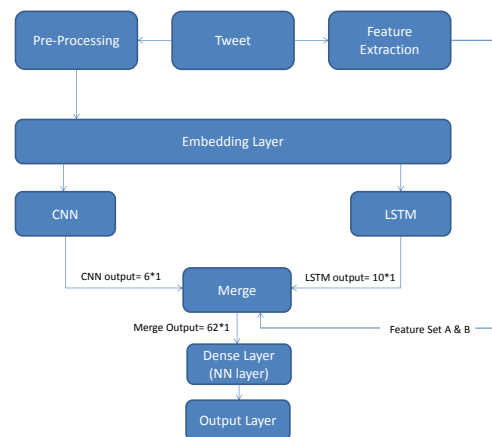 Pre-Processing
Tweet
Feature
Extraction
Embedding Layer
CNN
LSTM
CNN output= 6*1
LSTM output= 10*1
Merge
Merge Output= 62*1
Feature Set A & B
Dense Layer
(NN layer)
Output Layer